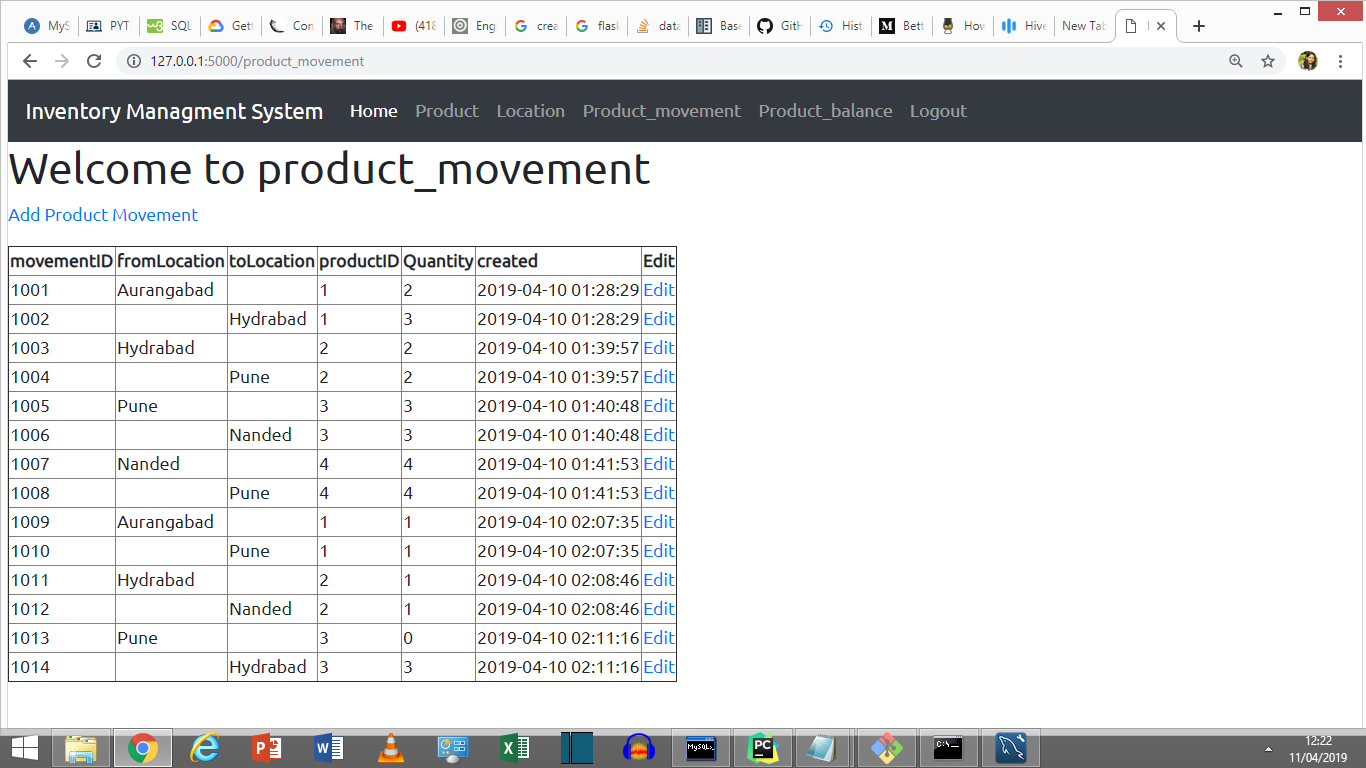 MyS PYT SQL Gett Con The (418 Eng crea flas data Base GitH Hist Bett How Hive New Tab
127.0.0.1:5000/product_movement
Inventory Managment System Home Product Location Product_movement Product_balance Logout
Welcome to product_movement
Add Product Movement
movementID fromLocation toLocation productID Quantity created Edit
1001 Aurangabad 1 2 2019-04-10 01:28:29 Edit
1002 Hydrabad 1 3 2019-04-10 01:28:29 Edit
1003 Hydrabad 2 2 2019-04-10 01:39:57 Edit
1004 Pune 2 2 2019-04-10 01:39:57 Edit
1005 Pune 3 3 2019-04-10 01:40:48 Edit
1006 Nanded 3 3 2019-04-10 01:40:48 Edit
1007 Nanded 4 4 2019-04-10 01:41:53 Edit
1008 Pune 4 4 2019-04-10 01:41:53 Edit
1009 Aurangabad 1 1 2019-04-10 02:07:35 Edit
1010 Pune 1 1 2019-04-10 02:07:35 Edit
1011 Hydrabad 2 1 2019-04-10 02:08:46 Edit
1012 Nanded 2 1 2019-04-10 02:08:46 Edit
1013 Pune 3 0 2019-04-10 02:11:16 Edit
1014 Hydrabad 3 3 2019-04-10 02:11:16 Edit
12:22
11/04/2019